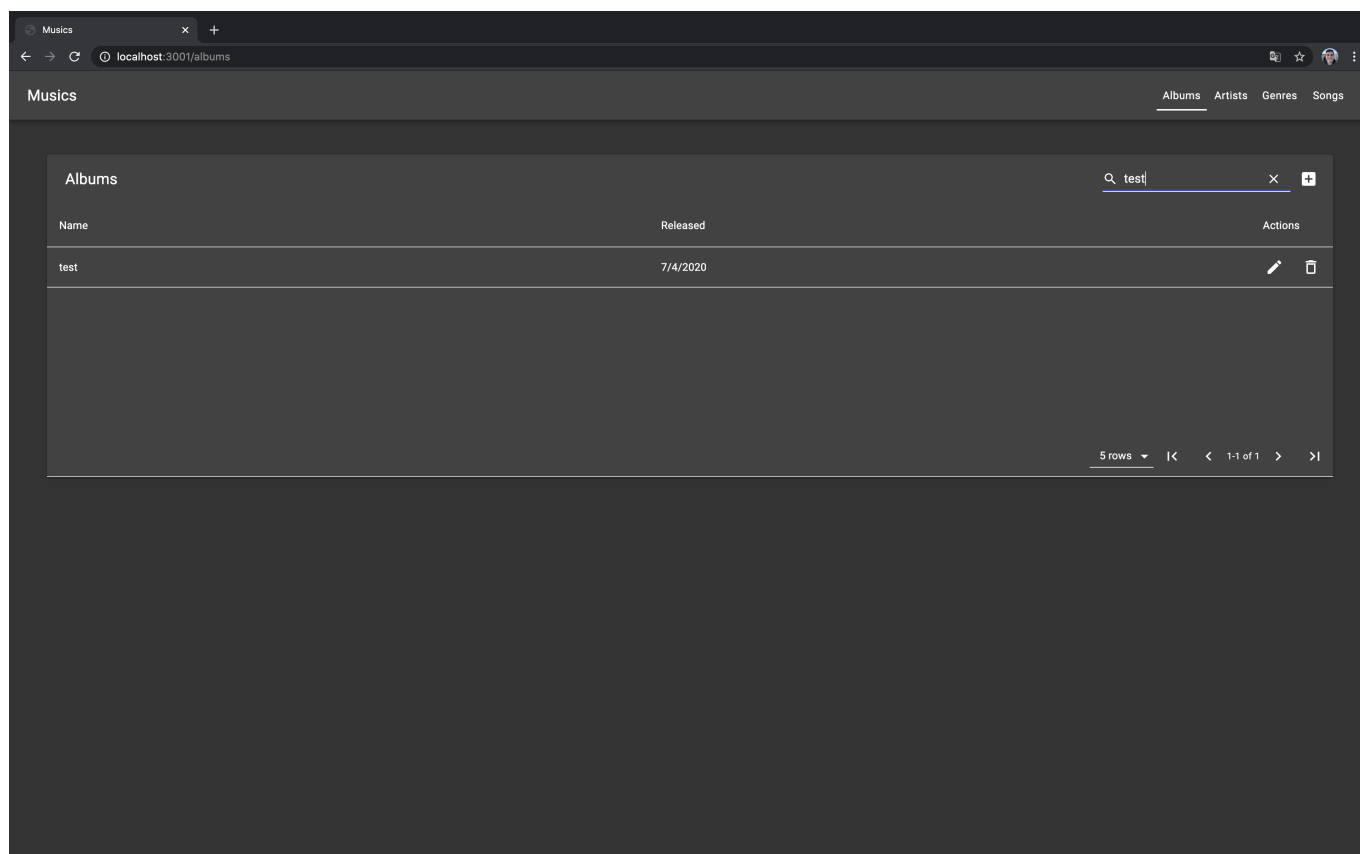 Musics
localhost:3001/albums
Musics Albums Artists Genres Songs
Albums test
Name Released Actions
test 7/4/2020
5 rows 1-1 of 1